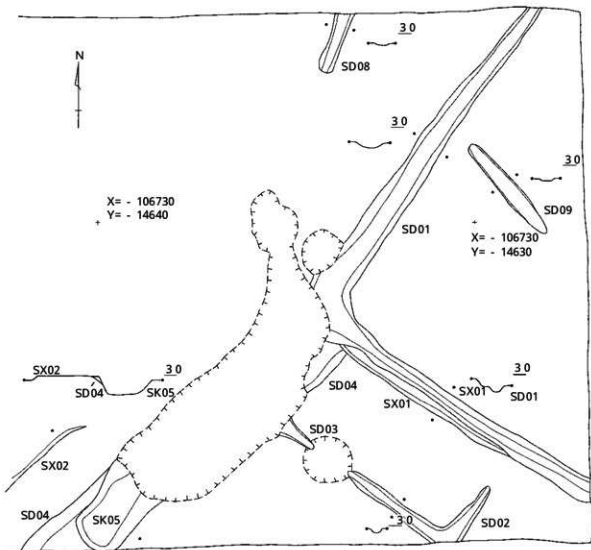 30
SD08
N
30
30
X= - 106730
Y= - 14640
SD09
SD01
X= - 106730
Y= - 14630
SX02
30
30
SD04
SK05
SD04
SX01
SX01
SD01
SD03
SX02
SD04
SK05
30
SD02